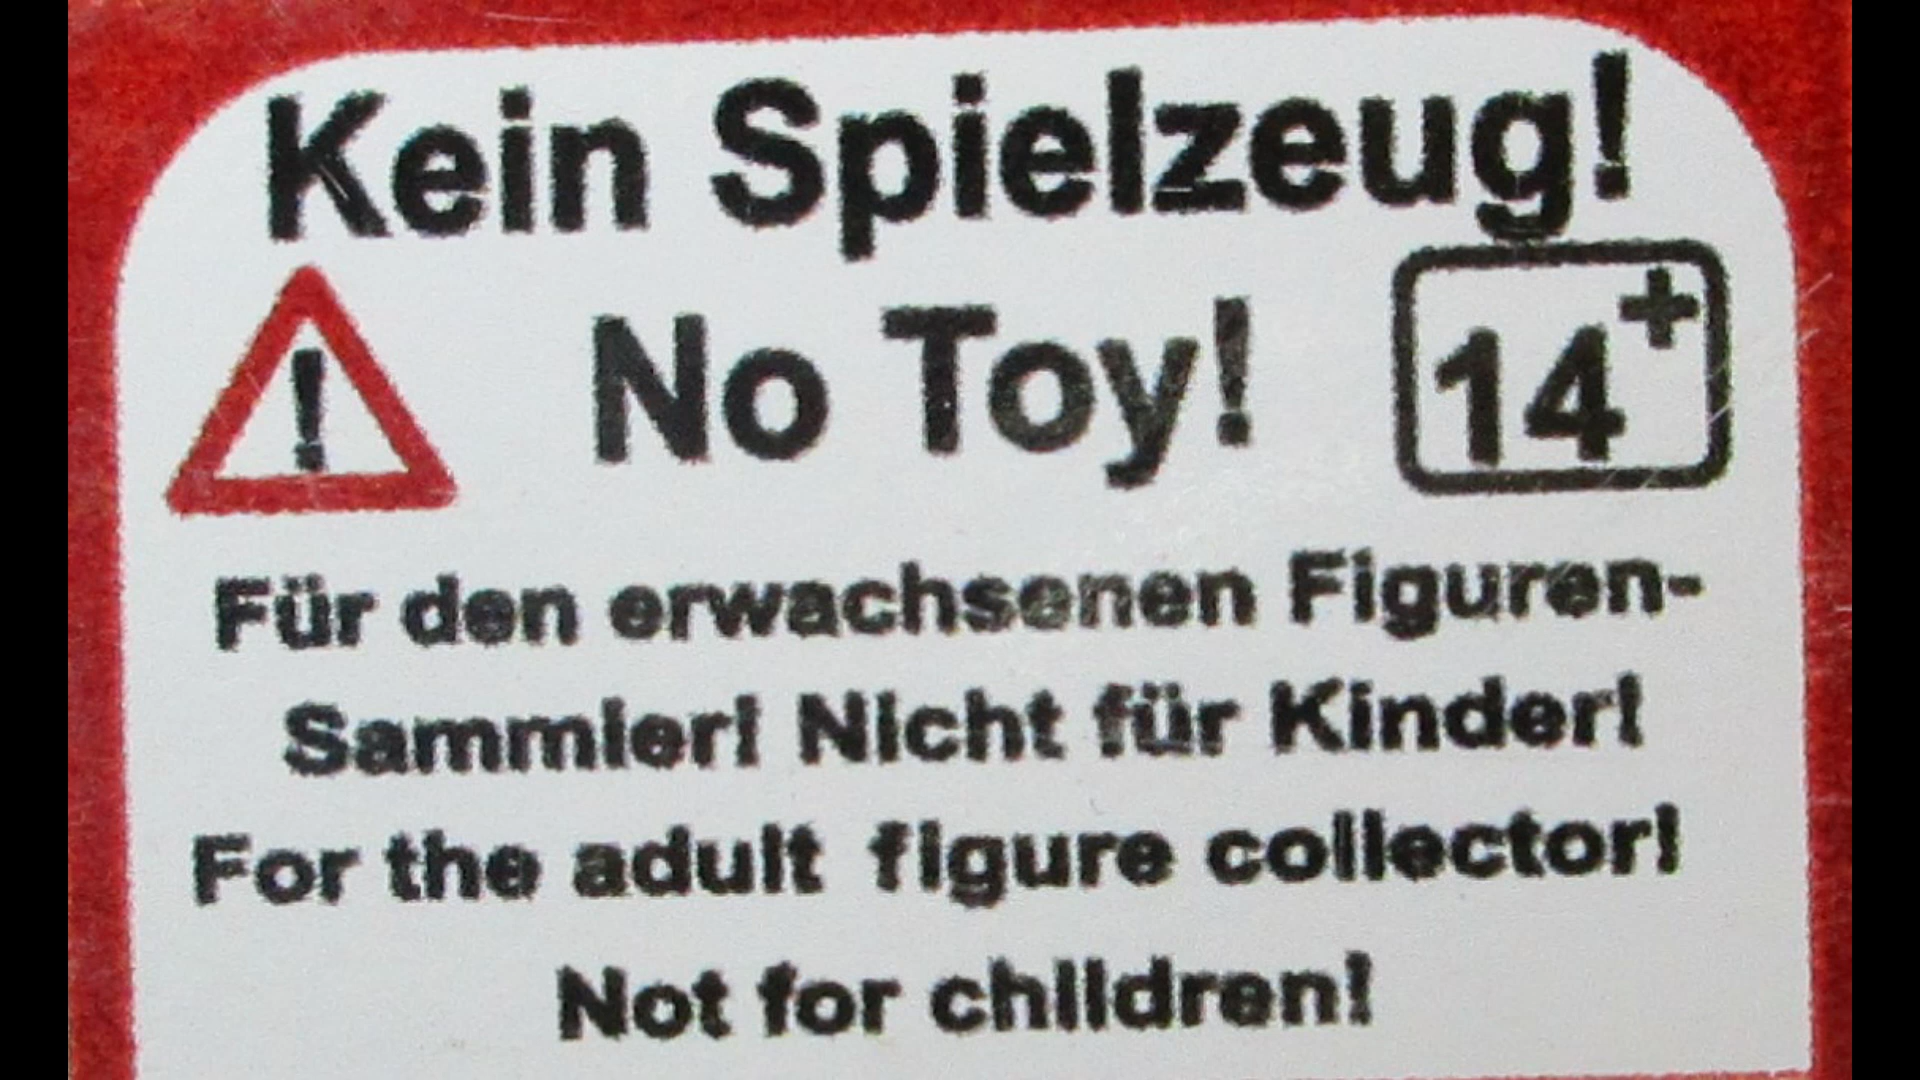 Kein Spielzeug!
! No Toy! 14+
Für den erwachsenen Figuren-
Sammler! Nicht für Kinder!
For the adult figure collector!
Not for children!